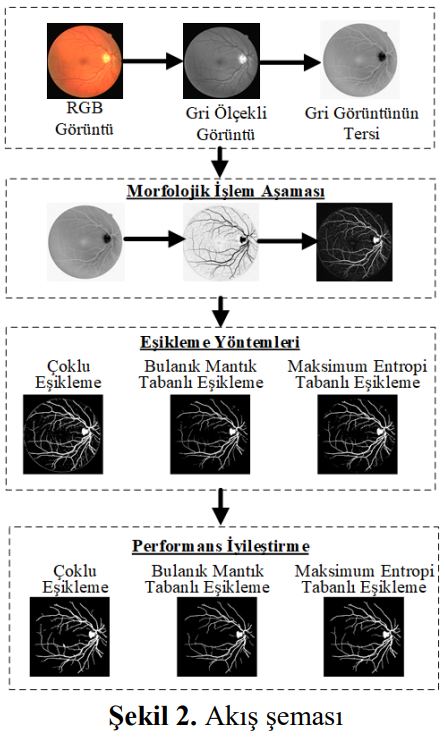 RGB
Görüntü
Gri Ölçekli
Görüntü
Gri Görüntünün
Tersi
Morfolojik İşlem Aşaması
Eşikleme Yöntemleri
Çoklu
Eşikleme
Bulanık Mantık
Tabanlı Eşikleme
Maksimum Entropi
Tabanlı Eşikleme
Performans İyileştirme
Çoklu
Eşikleme
Bulanık Mantık
Tabanlı Eşikleme
Maksimum Entropi
Tabanlı Eşikleme
Şekil 2. Akış şeması